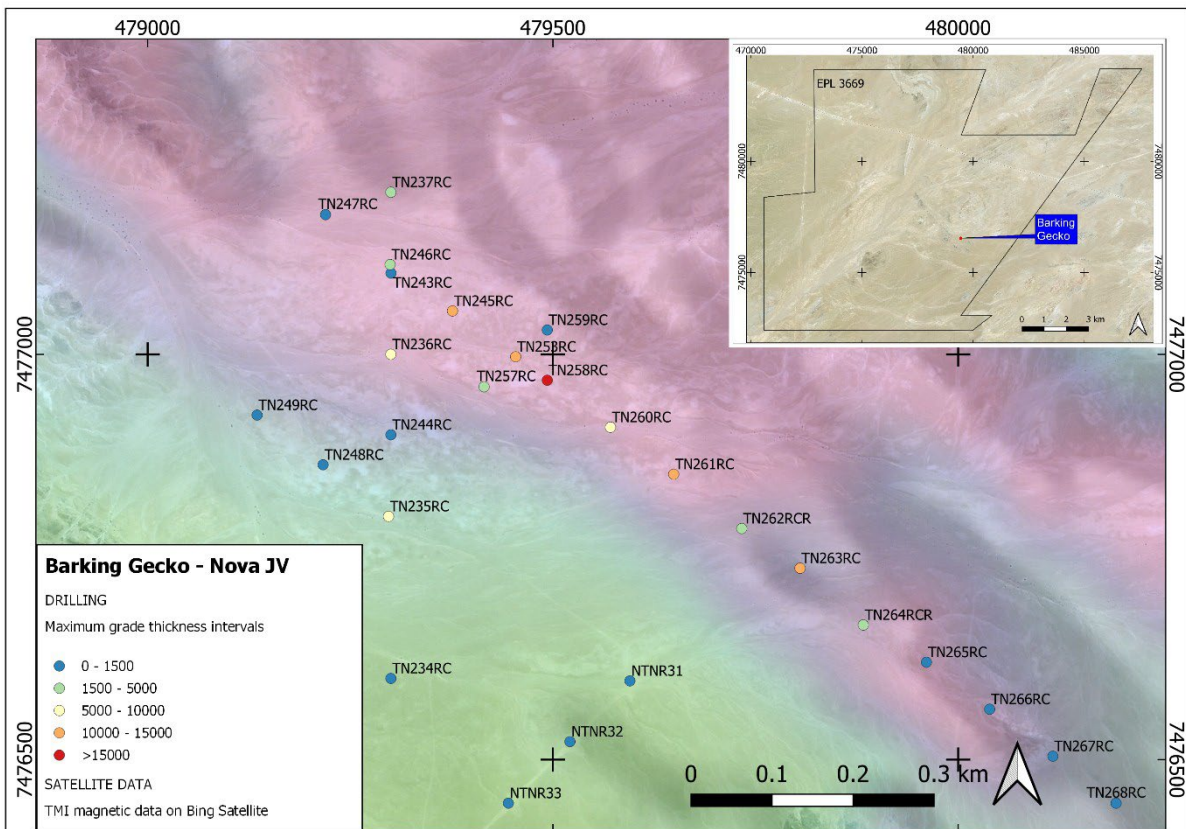 479000
479500
480000
470000
475000
480000
485000
EPL 3669
7480000
7480000
Barking
Gecko
7475000
7475000
0 1 2 3 km
TN237RC
TN247RC
TN246RC
TN243RC
TN245RC
TN259RC
7477000
7477000
TN236RC
TN253RC
TN258RC
TN257RC
TN249RC
TN260RC
TN244RC
TN248RC
TN261RC
TN235RC
TN262RCR
TN263RC
TN264RCR
TN265RC
TN234RC
NTNR31
TN266RC
NTNR32
TN267RC
7476500
7476500
NTNR33
TN268RC
0 0.1 0.2 0.3 km
Barking Gecko - Nova JV
DRILLING
Maximum grade thickness intervals
0 - 1500
1500 - 5000
5000 - 10000
10000 - 15000
>15000
SATELLITE DATA
TMI magnetic data on Bing Satellite